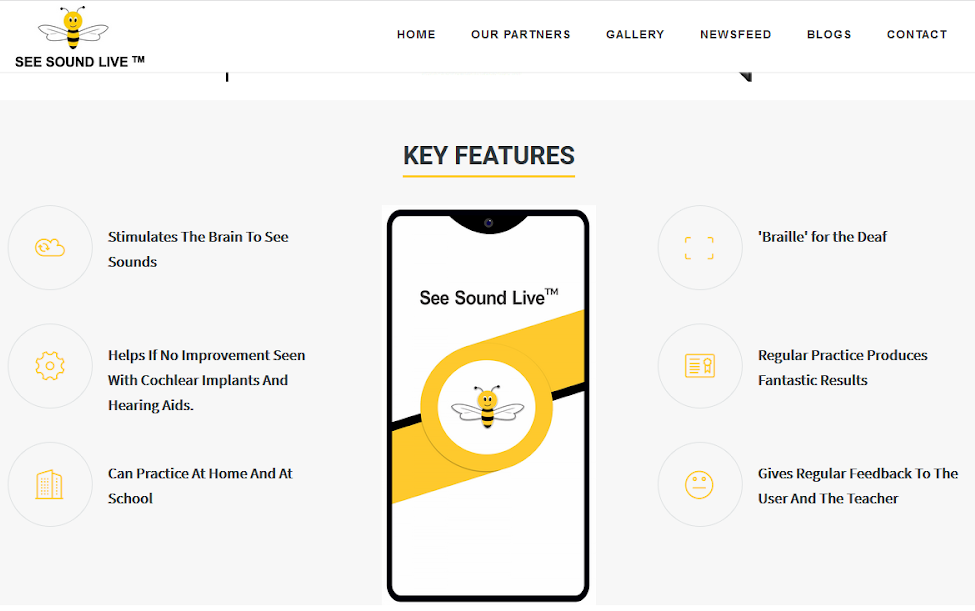 SEE SOUND LIVE ™
HOME
OUR PARTNERS
GALLERY
NEWSFEED
BLOGS
CONTACT
KEY FEATURES
Stimulates The Brain To See
Sounds
Helps If No Improvement Seen
With Cochlear Implants And
Hearing Aids.
Can Practice At Home And At
School
See Sound Live™
'Braille' for the Deaf
Regular Practice Produces
Fantastic Results
Gives Regular Feedback To The
User And The Teacher